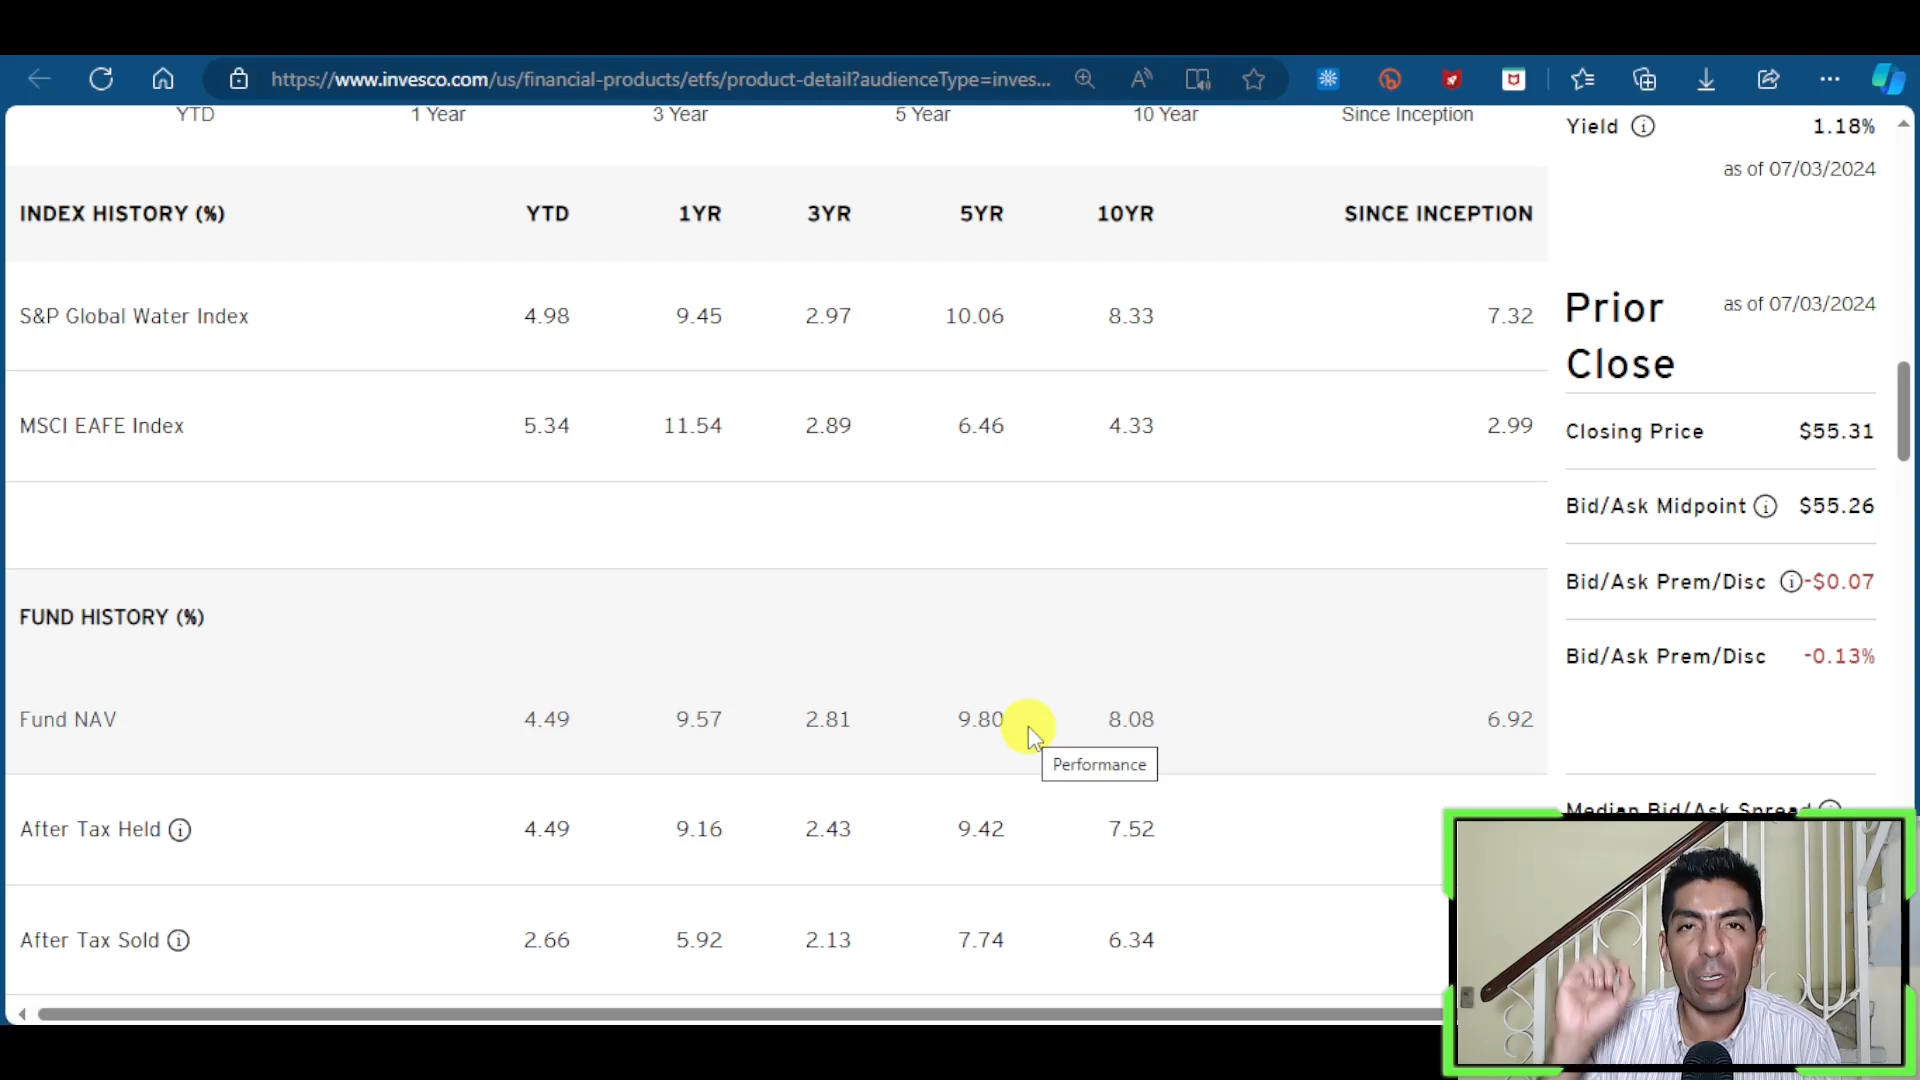 https://www.invesco.com/us/financial-products/etfs/product-detail?audienceType=inves...
YTD 1 Year 3 Year 5 Year 10 Year Since Inception
INDEX HISTORY (%) YTD 1YR 3YR 5YR 10YR SINCE INCEPTION
S&P Global Water Index 4.98 9.45 2.97 10.06 8.33 7.32
MSCI EAFE Index 5.34 11.54 2.89 6.46 4.33 2.99
FUND HISTORY (%)
Fund NAV 4.49 9.57 2.81 9.80 8.08 6.92
Performance
After Tax Held 4.49 9.16 2.43 9.42 7.52
After Tax Sold 2.66 5.92 2.13 7.74 6.34
Yield 1.18%
as of 07/03/2024
Prior as of 07/03/2024
Close
Closing Price $55.31
Bid/Ask Midpoint $55.26
Bid/Ask Prem/Disc -$0.07
Bid/Ask Prem/Disc -0.13%
Median Bid/Ask Spread